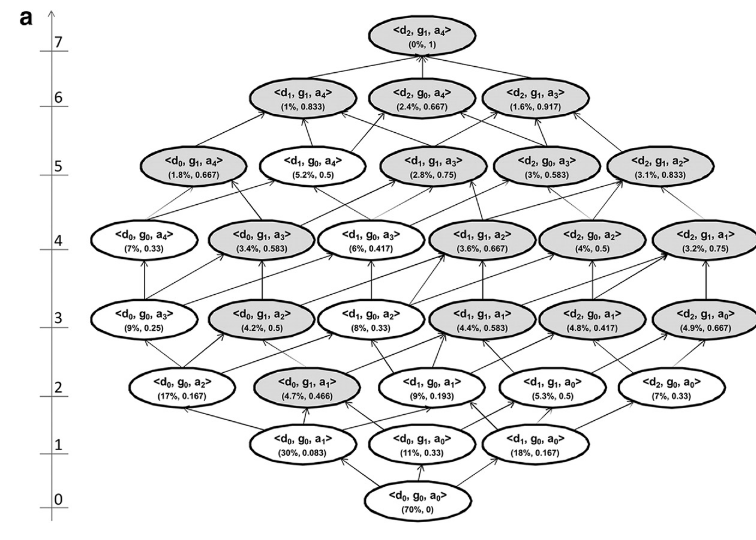 a
7
<d₂, g₁, a₄>
(0%, 1)
6
<d₁, g₁, a₄>
(1%, 0.833)
<d₂, g₀, a₄>
(2.4%, 0.667)
<d₂, g₁, a₃>
(1.6%, 0.917)
5
<d₀, g₁, a₄>
(1.8%, 0.667)
<d₁, g₀, a₄>
(5.2%, 0.5)
<d₁, g₁, a₃>
(2.8%, 0.75)
<d₂, g₀, a₃>
(3%, 0.583)
<d₂, g₁, a₂>
(3.1%, 0.833)
4
<d₀, g₀, a₄>
(7%, 0.33)
<d₀, g₁, a₃>
(3.4%, 0.583)
<d₁, g₀, a₃>
(6%, 0.417)
<d₁, g₁, a₂>
(3.6%, 0.667)
<d₂, g₀, a₂>
(4%, 0.5)
<d₂, g₁, a₁>
(3.2%, 0.75)
3
<d₀, g₀, a₃>
(9%, 0.25)
<d₀, g₁, a₂>
(4.2%, 0.5)
<d₁, g₀, a₂>
(8%, 0.33)
<d₁, g₁, a₁>
(4.4%, 0.583)
<d₂, g₀, a₁>
(4.8%, 0.417)
<d₂, g₁, a₀>
(4.9%, 0.667)
2
<d₀, g₀, a₂>
(17%, 0.167)
<d₀, g₁, a₁>
(4.7%, 0.466)
<d₁, g₀, a₁>
(9%, 0.193)
<d₁, g₁, a₀>
(5.3%, 0.5)
<d₂, g₀, a₀>
(7%, 0.33)
1
<d₀, g₀, a₁>
(30%, 0.083)
<d₀, g₁, a₀>
(11%, 0.33)
<d₁, g₀, a₀>
(18%, 0.167)
0
<d₀, g₀, a₀>
(70%, 0)